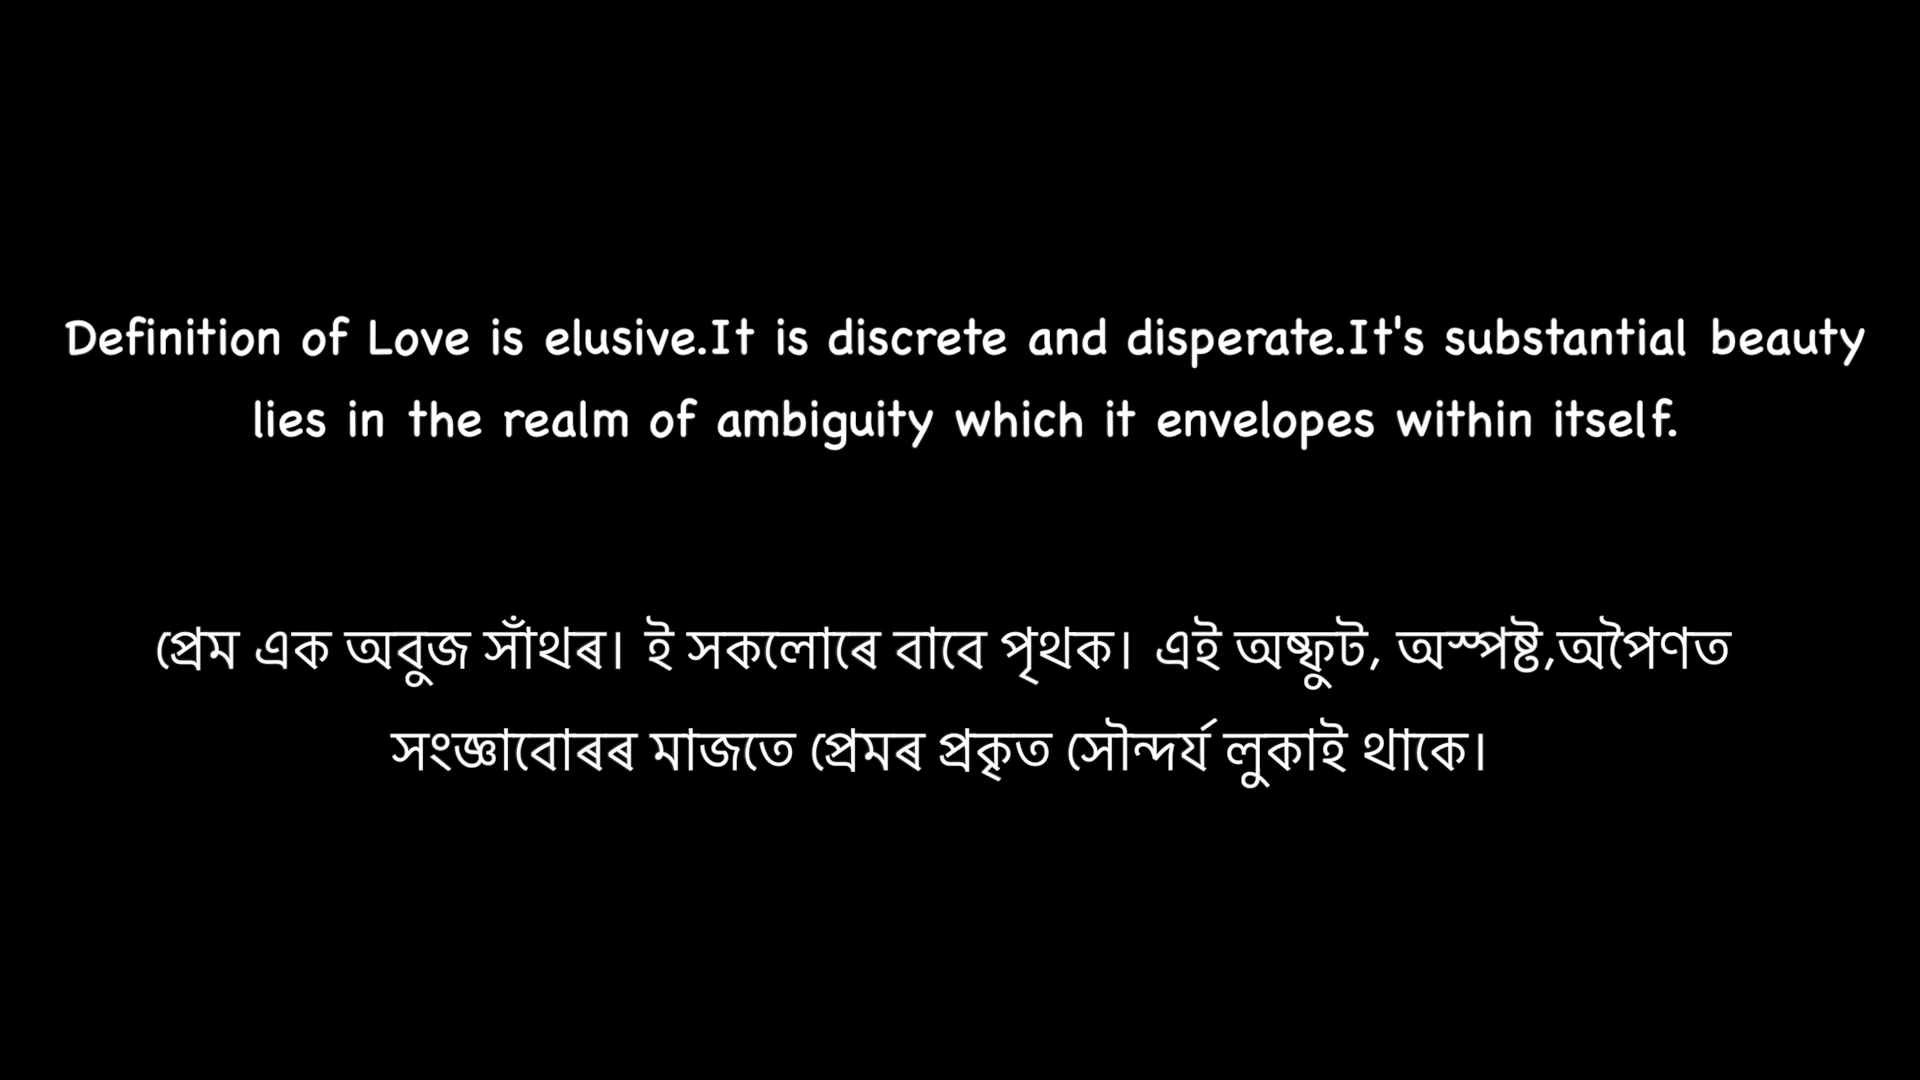 Definition of Love is elusive.It is discrete and disperate.It's substantial beauty
lies in the realm of ambiguity which it envelopes within itself.
প্ৰেম এক অবুজ সাঁথৰ। ই সকলোৰে বাবে পৃথক। এই অষ্ফুট, অস্পষ্ট,অপৈণত
সংজ্ঞাবোৰৰ মাজতে প্ৰেমৰ প্ৰকৃত সৌন্দৰ্য লুকাই থাকে।